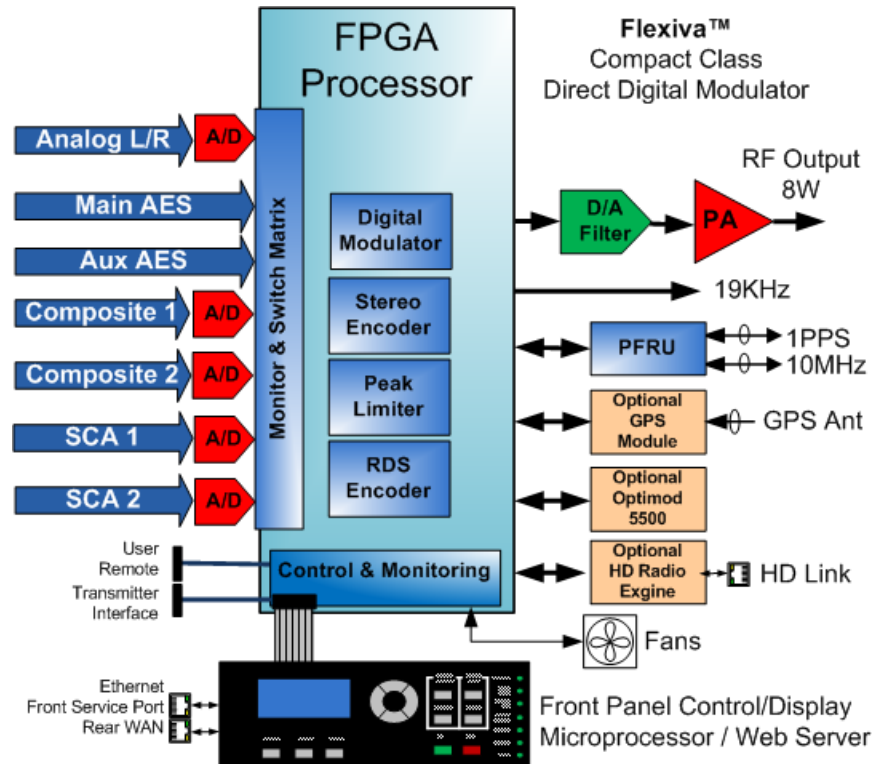 FPGA
Processor
Flexiva™
Compact Class
Direct Digital Modulator
Analog L/R
A/D
Main AES
Aux AES
Composite 1
A/D
Composite 2
A/D
SCA 1
A/D
SCA 2
A/D
Monitor & Switch Matrix
Digital
Modulator
Stereo
Encoder
Peak
Limiter
RDS
Encoder
D/A
Filter
PA
RF Output
8W
19KHz
PFRU
1PPS
10MHz
Optional
GPS
Module
GPS Ant
Optional
Optimod
5500
Optional
HD Radio
Exgine
HD Link
User
Remote
Transmitter
Interface
Control & Monitoring
Fans
Ethernet
Front Service Port
Rear WAN
Front Panel Control/Display
Microprocessor / Web Server